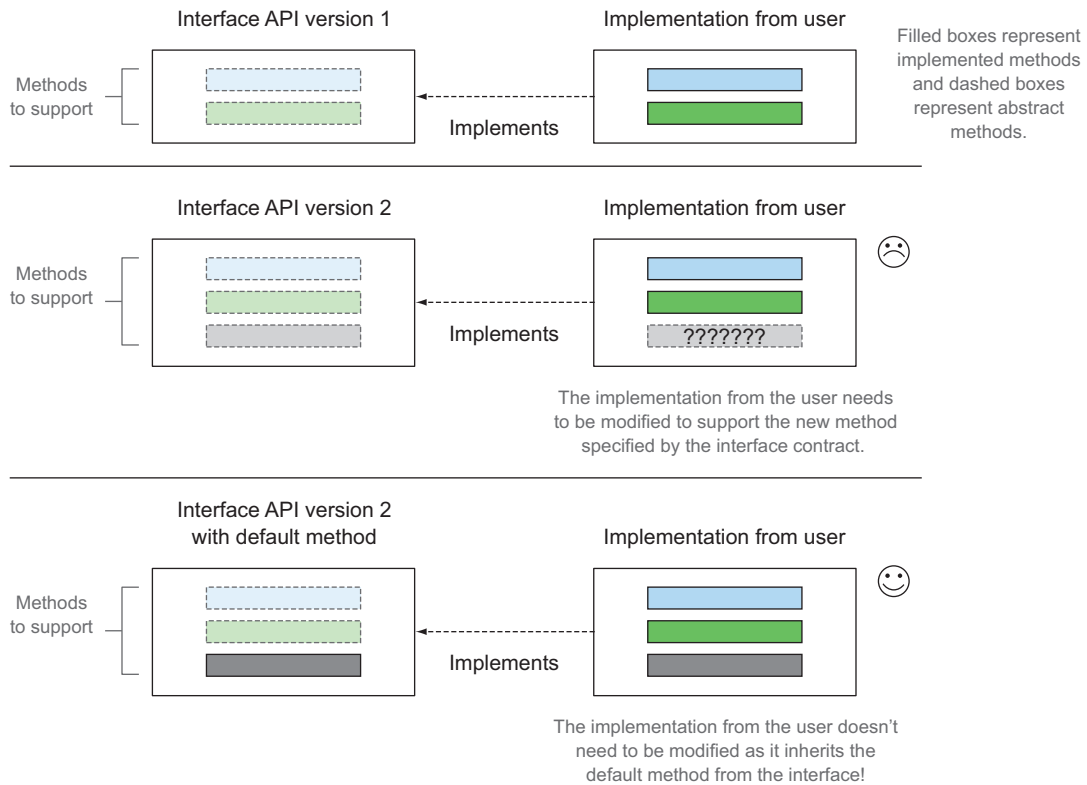 Interface API version 1
Implementation from user
Methods
to support
Implements
Filled boxes represent
implemented methods
and dashed boxes
represent abstract
methods.
Interface API version 2
Implementation from user
Methods
to support
Implements
???????
The implementation from the user needs
to be modified to support the new method
specified by the interface contract.
Interface API version 2
with default method
Implementation from user
Methods
to support
Implements
The implementation from the user doesn’t
need to be modified as it inherits the
default method from the interface!